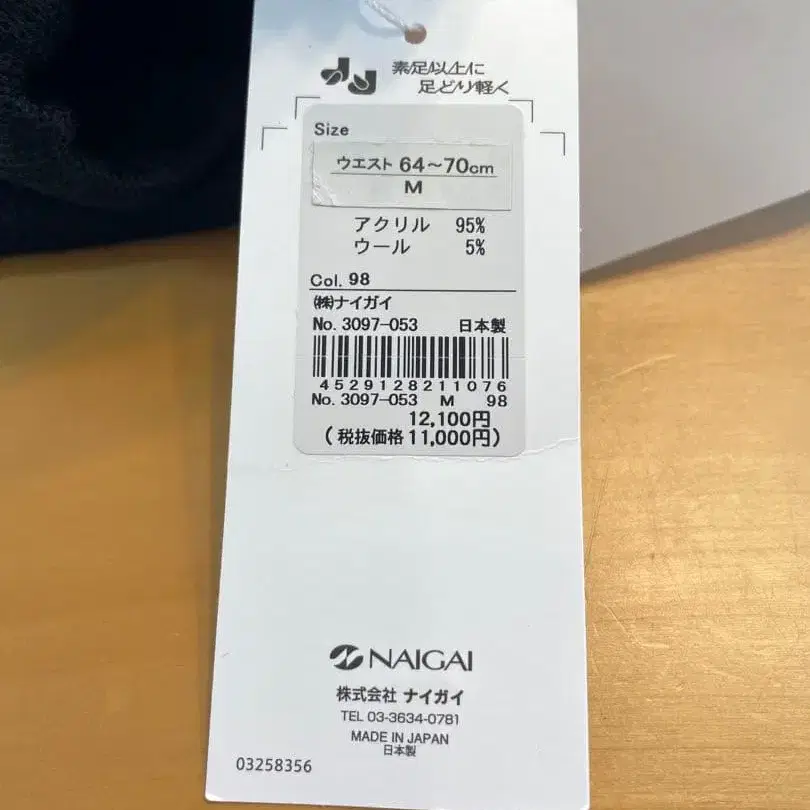 素足以上に
足どり軽く
Size
ウエスト 64～70cm
M
アクリル 95%
ウール 5%
Col. 98
㈱ナイガイ
No. 3097-053 日本製
4529128211076
No. 3097-053 M 98
12,100円
(税抜価格 11,000円)
NAIGAI
株式会社 ナイガイ
TEL 03-3634-0781
MADE IN JAPAN
日本製
03258356